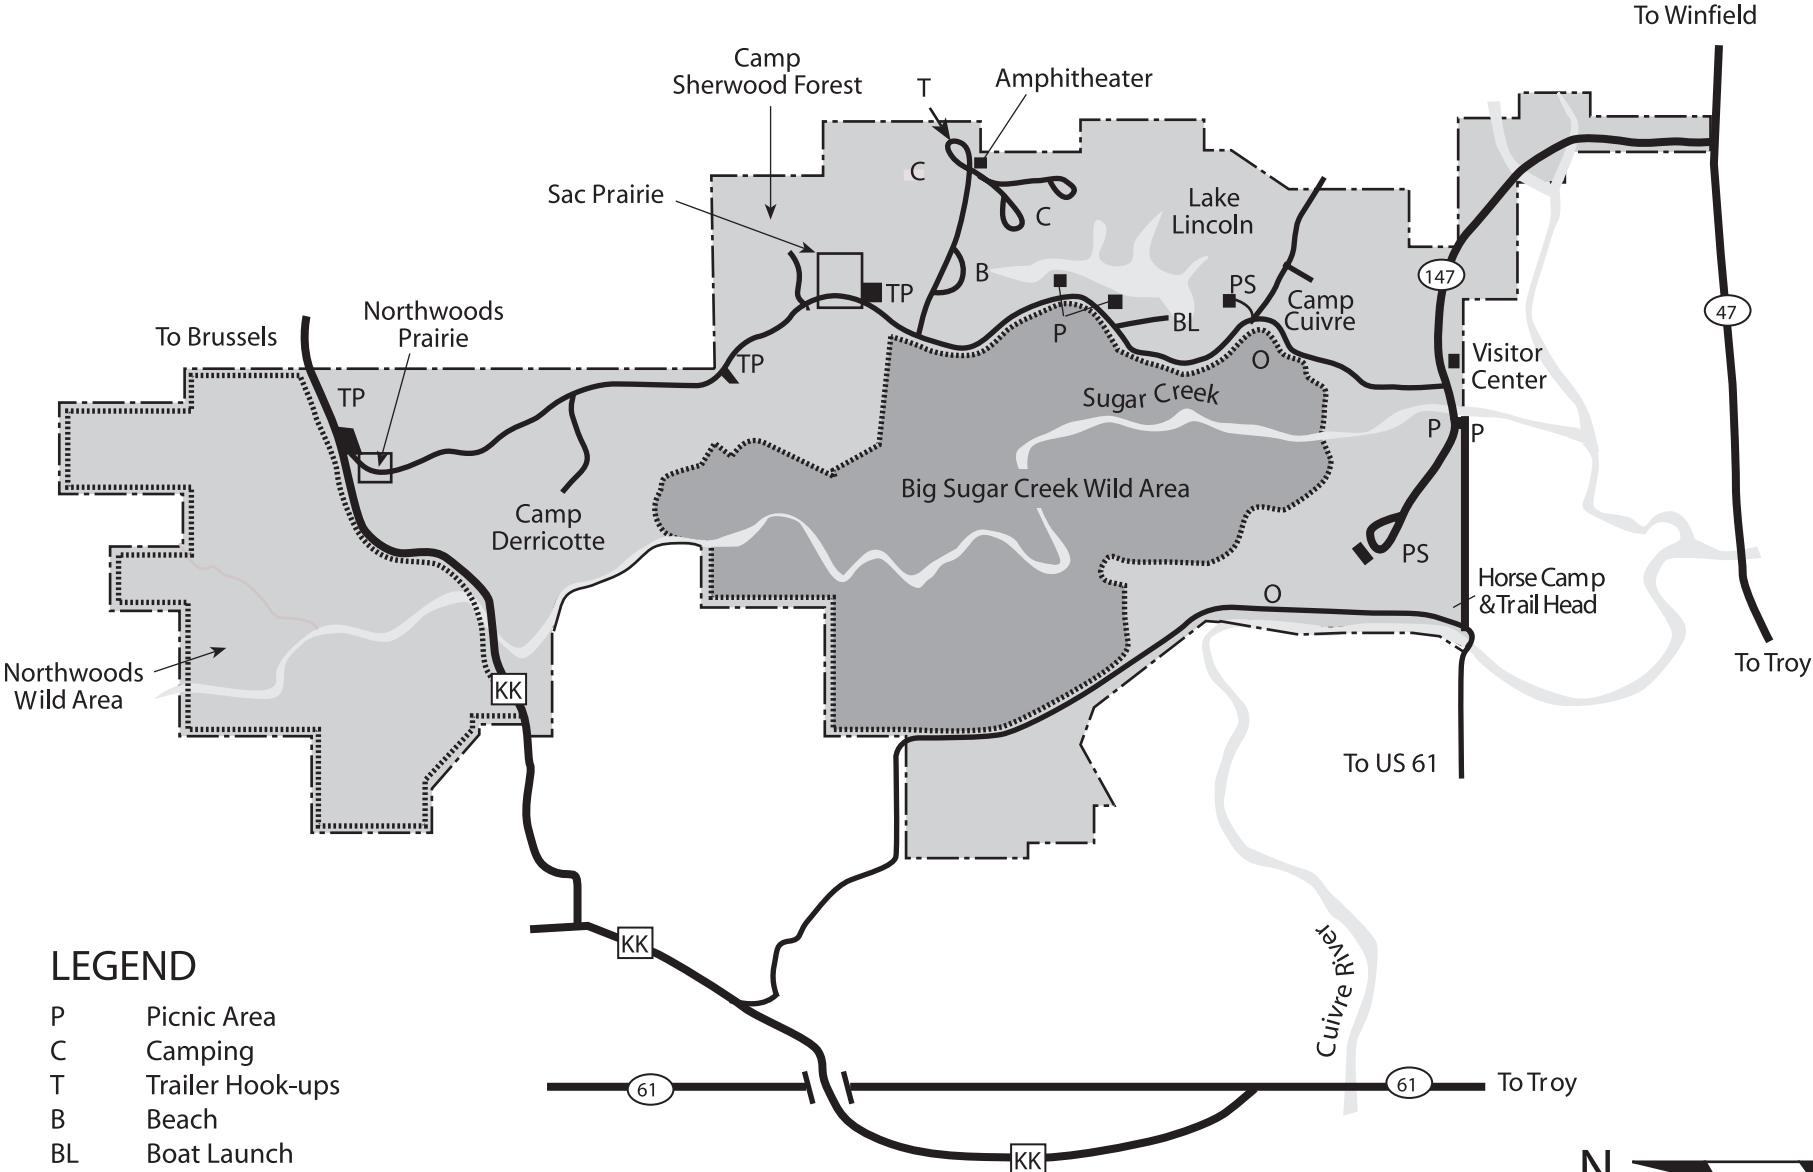 To Winfield
Camp
Sherwood Forest
T
Amphitheater
C
Sac Prairie
C
Lake
Lincoln
B
147
TP
PS
Camp
Cuivre
47
Northwoods
Prairie
To Brussels
P
BL
O
Visitor
Center
TP
TP
Sugar Creek
P
P
Big Sugar Creek Wild Area
Camp
Derricotte
PS
Horse Camp
& Trail Head
O
Northwoods
Wild Area
KK
To Troy
To US 61
KK
Cuivre River
LEGEND
P Picnic Area
C Camping
T Trailer Hook-ups
B Beach
BL Boat Launch
61
61
To Troy
KK
N